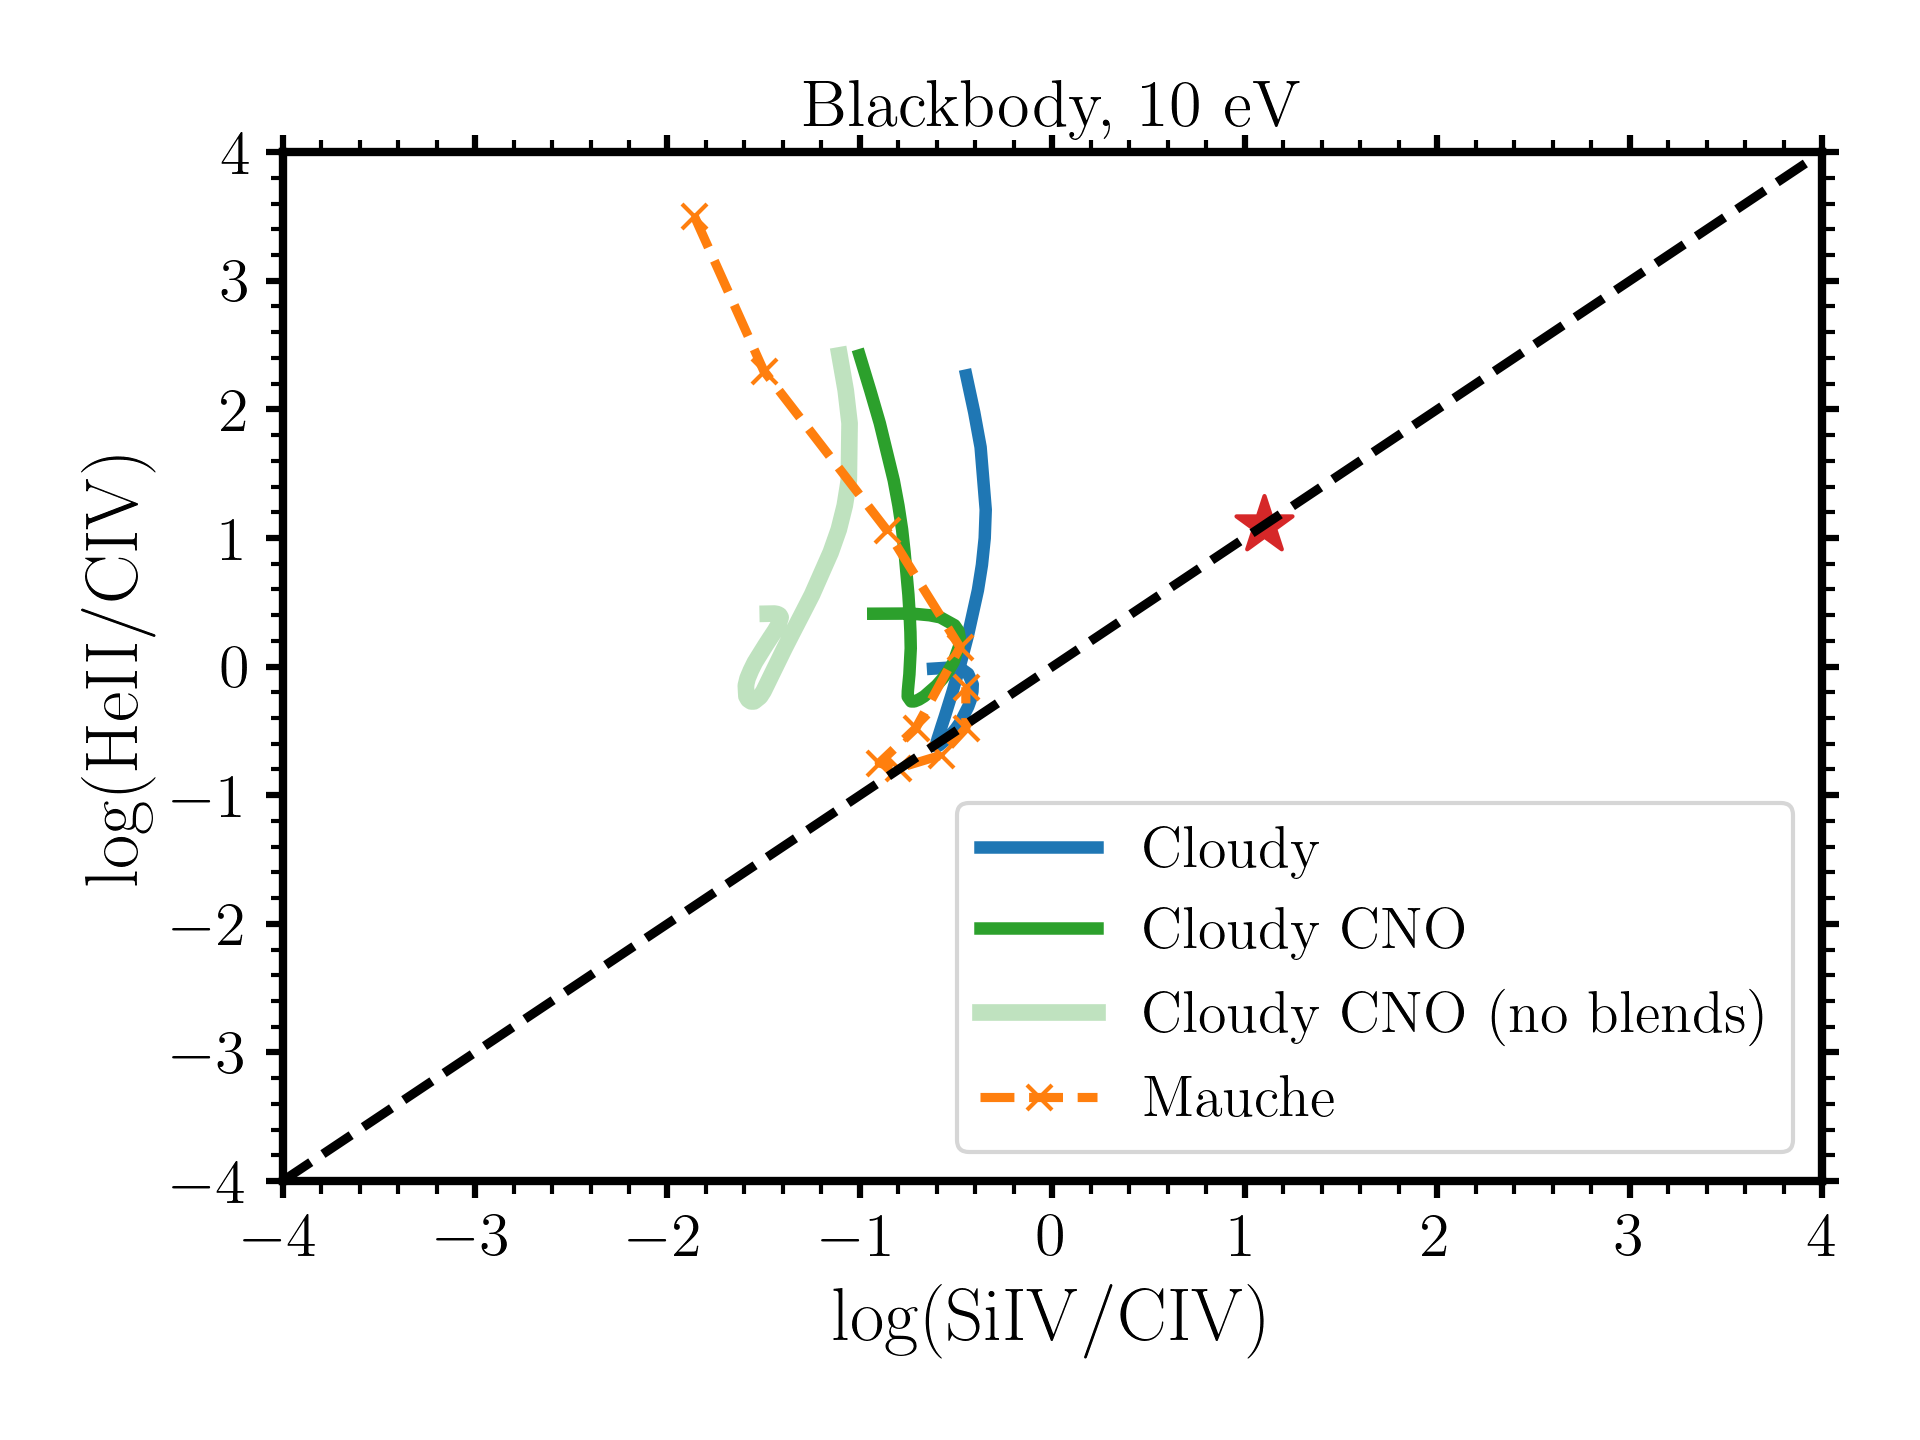 Blackbody, 10 eV
4
3
2
1
0
−1
−2
−3
−4
log(HeII/CIV)
Cloudy
Cloudy CNO
Cloudy CNO (no blends)
Mauche
−4 −3 −2 −1 0 1 2 3 4
log(SiIV/CIV)